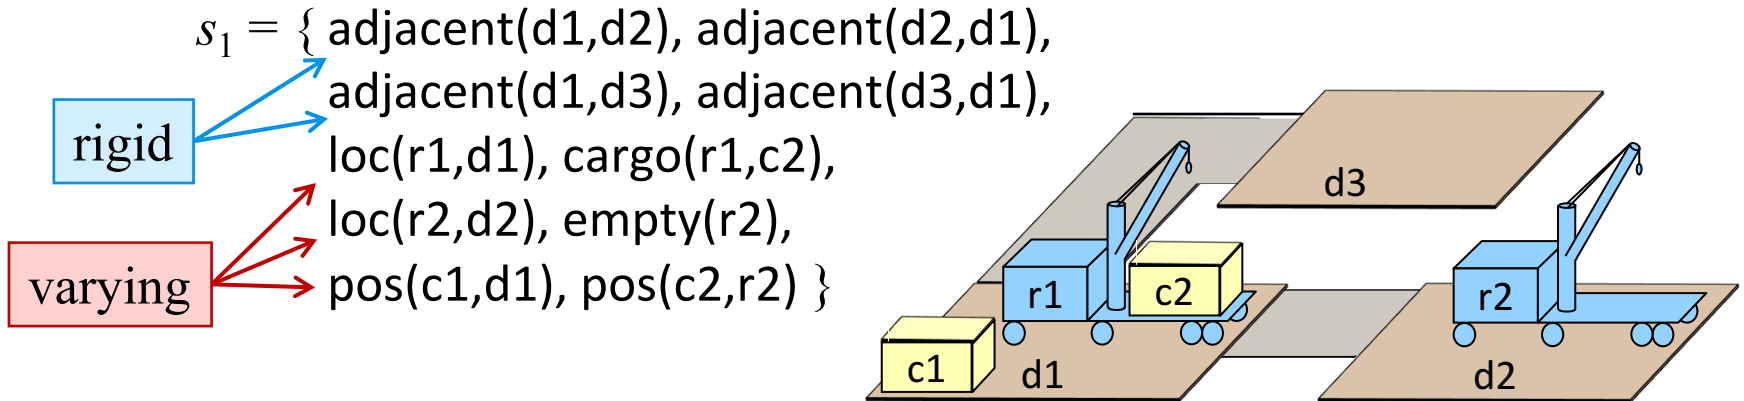 s1 = { adjacent(d1,d2), adjacent(d2,d1),
adjacent(d1,d3), adjacent(d3,d1),
loc(r1,d1), cargo(r1,c2),
loc(r2,d2), empty(r2),
pos(c1,d1), pos(c2,r2) }
rigid
varying
d3
r1
c2
r2
c1
d1
d2